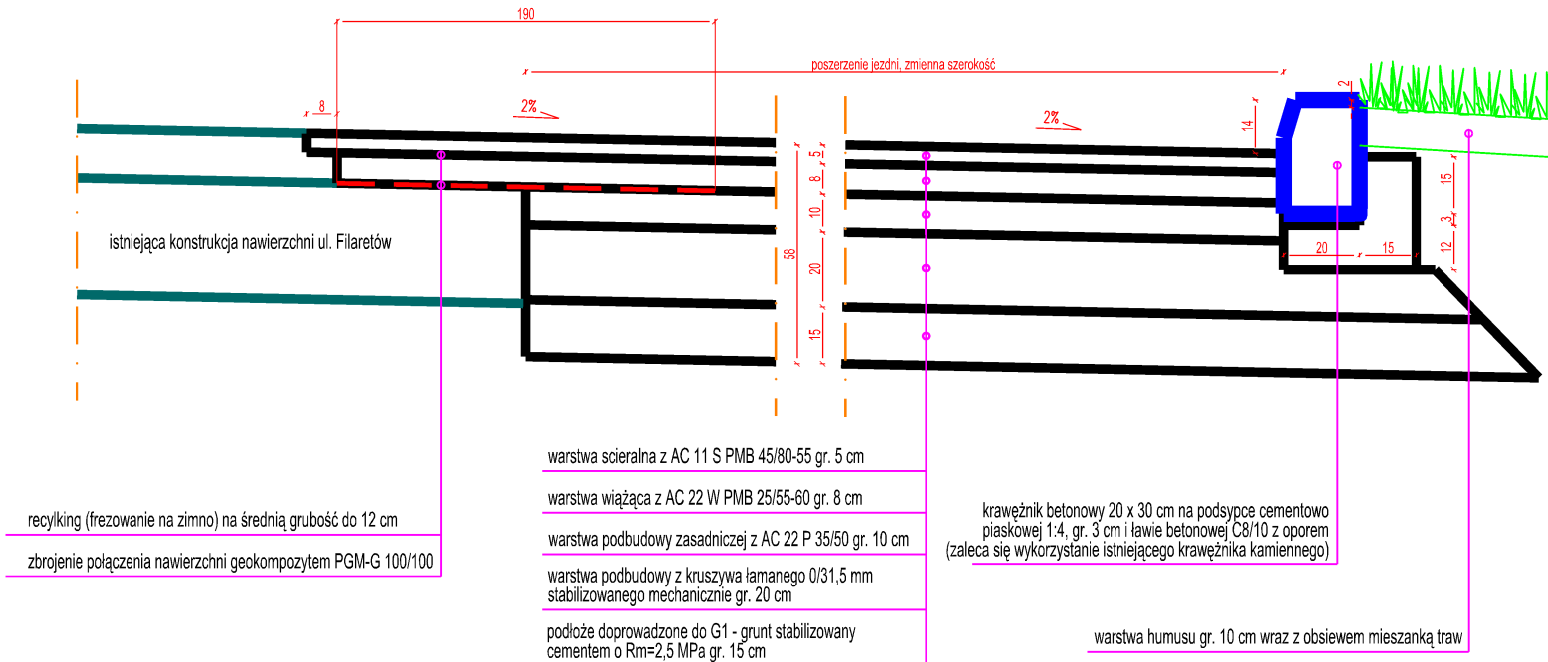 190
poszerzenie jezdni, zmienna szerokość
8
2%
2%
14
2
5
8
10
58
20
15
15
3
12
20
15
istniejąca konstrukcja nawierzchni ul. Filaretów
recylking (frezowanie na zimno) na średnią grubość do 12 cm
zbrojenie połączenia nawierzchni geokompozytem PGM-G 100/100
warstwa scieralna z AC 11 S PMB 45/80-55 gr. 5 cm
warstwa wiążąca z AC 22 W PMB 25/55-60 gr. 8 cm
warstwa podbudowy zasadniczej z AC 22 P 35/50 gr. 10 cm
warstwa podbudowy z kruszywa łamanego 0/31,5 mm
stabilizowanego mechanicznie gr. 20 cm
podłoże doprowadzone do G1 - grunt stabilizowany
cementem o Rm=2,5 MPa gr. 15 cm
krawężnik betonowy 20 x 30 cm na podsypce cementowo
piaskowej 1:4, gr. 3 cm i ławie betonowej C8/10 z oporem
(zaleca się wykorzystanie istniejącego krawężnika kamiennego)
warstwa humusu gr. 10 cm wraz z obsiewem mieszanką traw